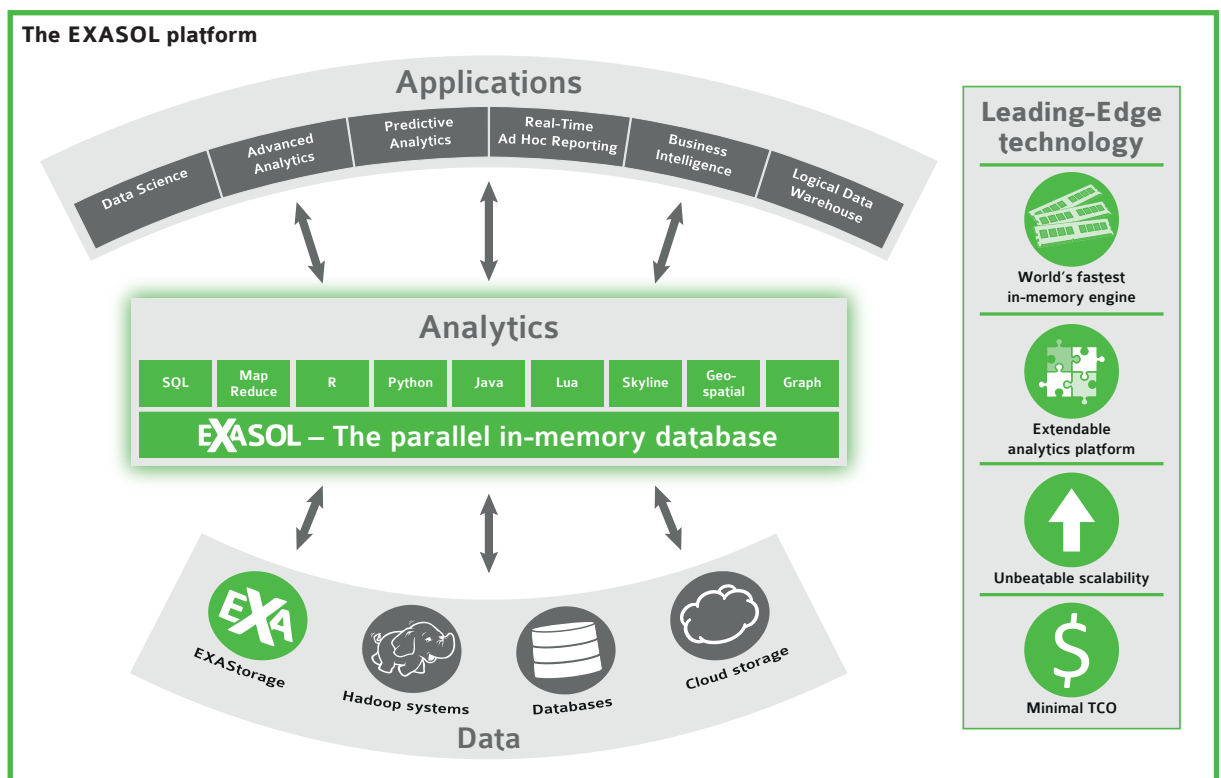 The EXASOL platform
Applications
Data Science
Advanced
Analytics
Predictive
Analytics
Real-Time
Ad Hoc Reporting
Business
Intelligence
Logical Data
Warehouse
Analytics
SQL
Map
Reduce
R
Python
Java
Lua
Skyline
Geo-
spatial
Graph
EXASOL – The parallel in-memory database
EXA
EXAStorage
Hadoop systems
Databases
Cloud storage
Data
Leading-Edge
technology
World's fastest
in-memory engine
Extendable
analytics platform
Unbeatable scalability
$
Minimal TCO